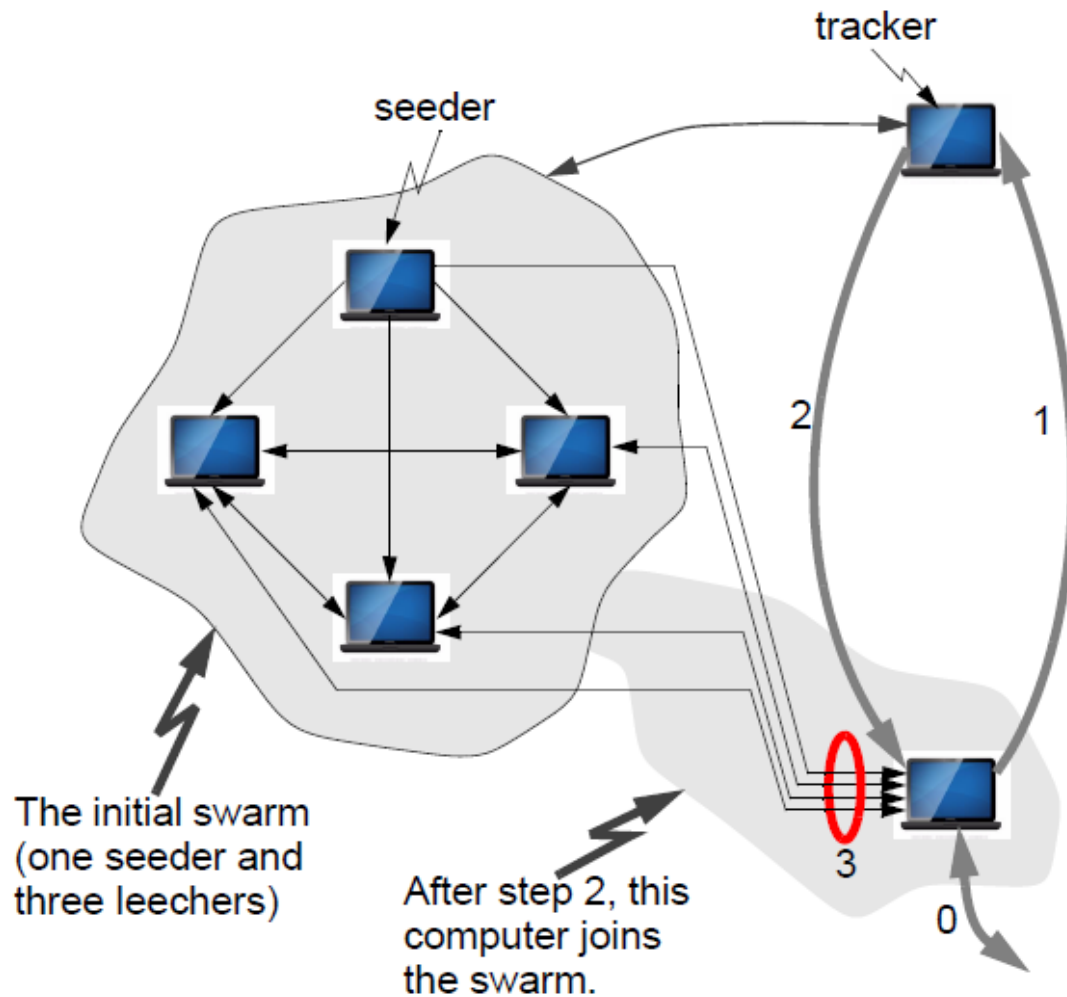 tracker
seeder
2
1
The initial swarm
(one seeder and
three leechers)
After step 2, this
computer joins
the swarm.
3
0